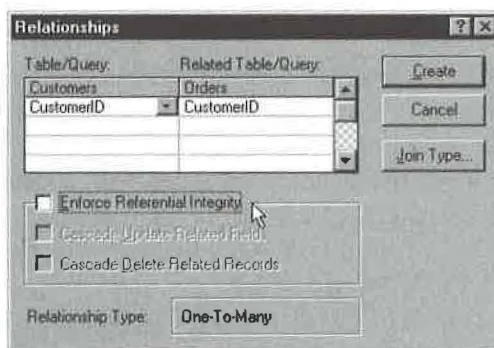 Relationships
Table/Query: Related Table/Query:
Customers Orders
CustomerID CustomerID
Create
Cancel
Join Type...
Enforce Referential Integrity
Cascade Update Related Fields
Cascade Delete Related Records
Relationship Type: One-To-Many